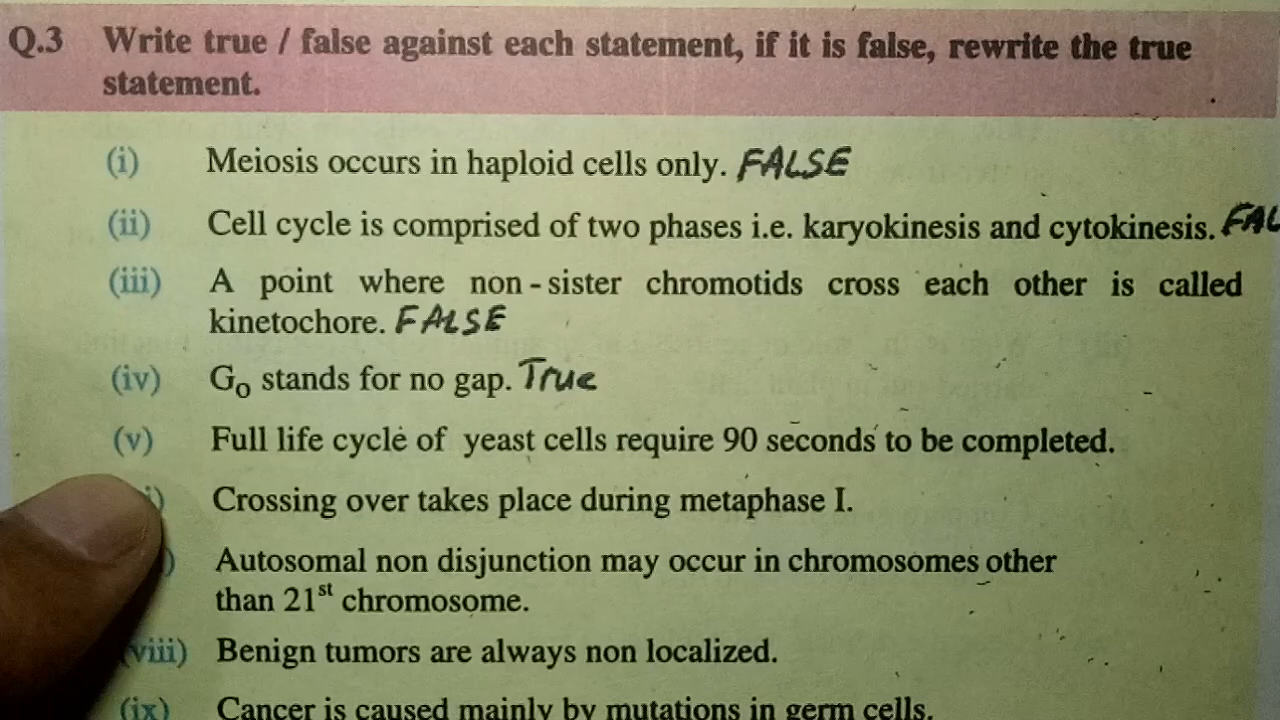 Q.3 Write true / false against each statement, if it is false, rewrite the true
statement.
(i) Meiosis occurs in haploid cells only. FALSE
(ii) Cell cycle is comprised of two phases i.e. karyokinesis and cytokinesis. FAL
(iii) A point where non - sister chromotids cross each other is called
kinetochore. FALSE
(iv) G₀ stands for no gap. True
(v) Full life cycle of yeast cells require 90 seconds to be completed.
i) Crossing over takes place during metaphase I.
) Autosomal non disjunction may occur in chromosomes other
than 21st chromosome.
(viii) Benign tumors are always non localized.
(ix) Cancer is caused mainly by mutations in germ cells.